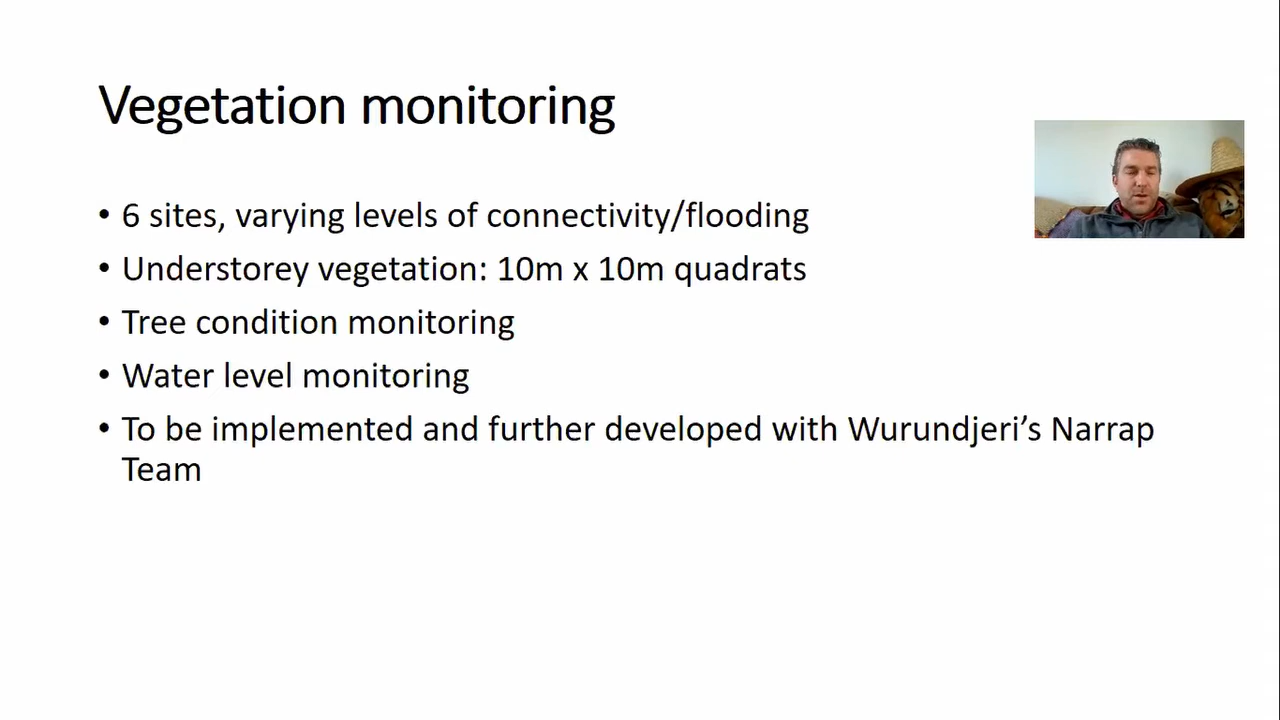 Vegetation monitoring
• 6 sites, varying levels of connectivity/flooding
• Understorey vegetation: 10m x 10m quadrats
• Tree condition monitoring
• Water level monitoring
• To be implemented and further developed with Wurundjeri’s Narrap
Team